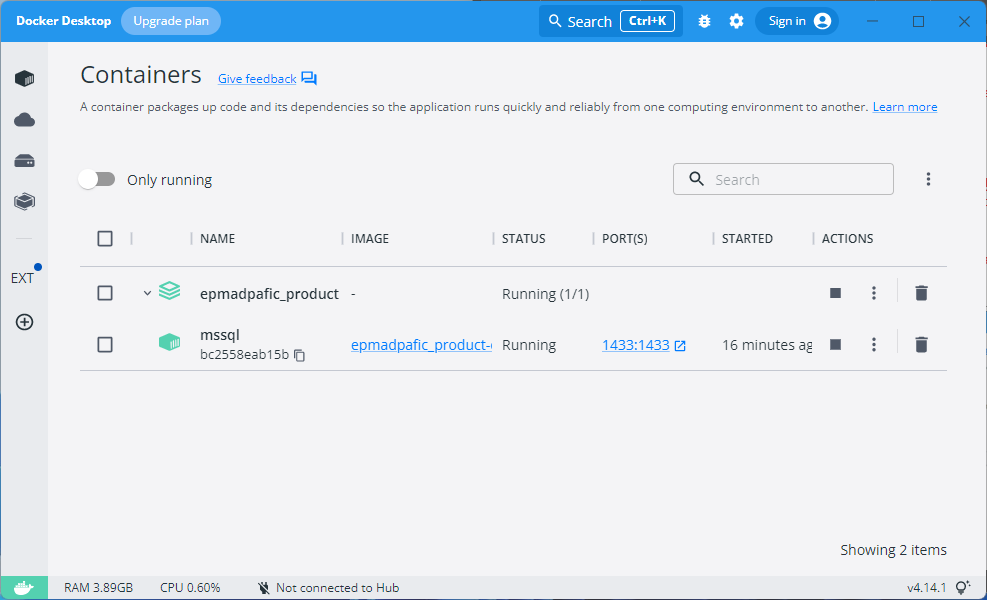 Docker Desktop Upgrade plan Search Ctrl+K Sign in
Containers Give feedback
A container packages up code and its dependencies so the application runs quickly and reliably from one computing environment to another. Learn more
Only running Search
NAME IMAGE STATUS PORT(S) STARTED ACTIONS
EXT
epmadpafic_product - Running (1/1)
mssql
bc2558eab15b
epmadpafic_product- Running 1433:1433 16 minutes ag
Showing 2 items
RAM 3.89GB CPU 0.60% Not connected to Hub v4.14.1